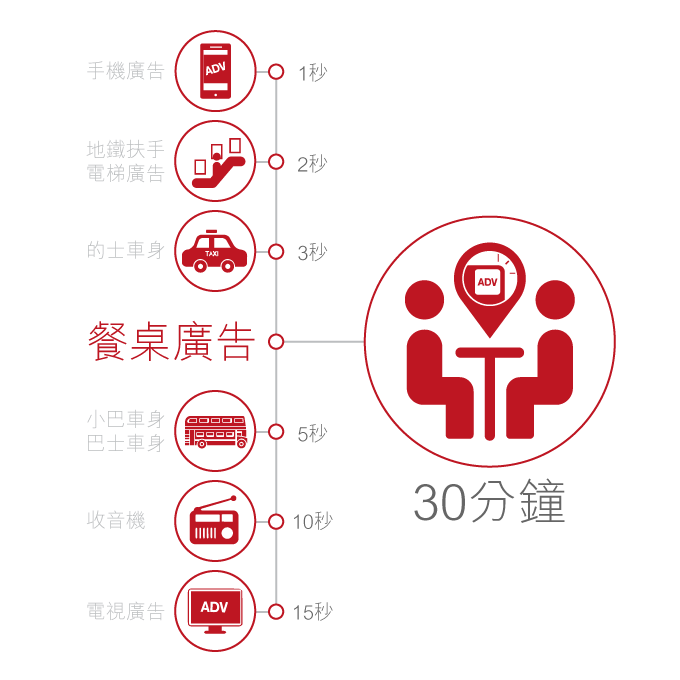 手機廣告
ADV
1秒
地鐵扶手
電梯廣告
2秒
的士車身
TAXI
3秒
ADV
餐桌廣告
小巴車身
巴士車身
5秒
30分鐘
收音機
10秒
電視廣告
ADV
15秒